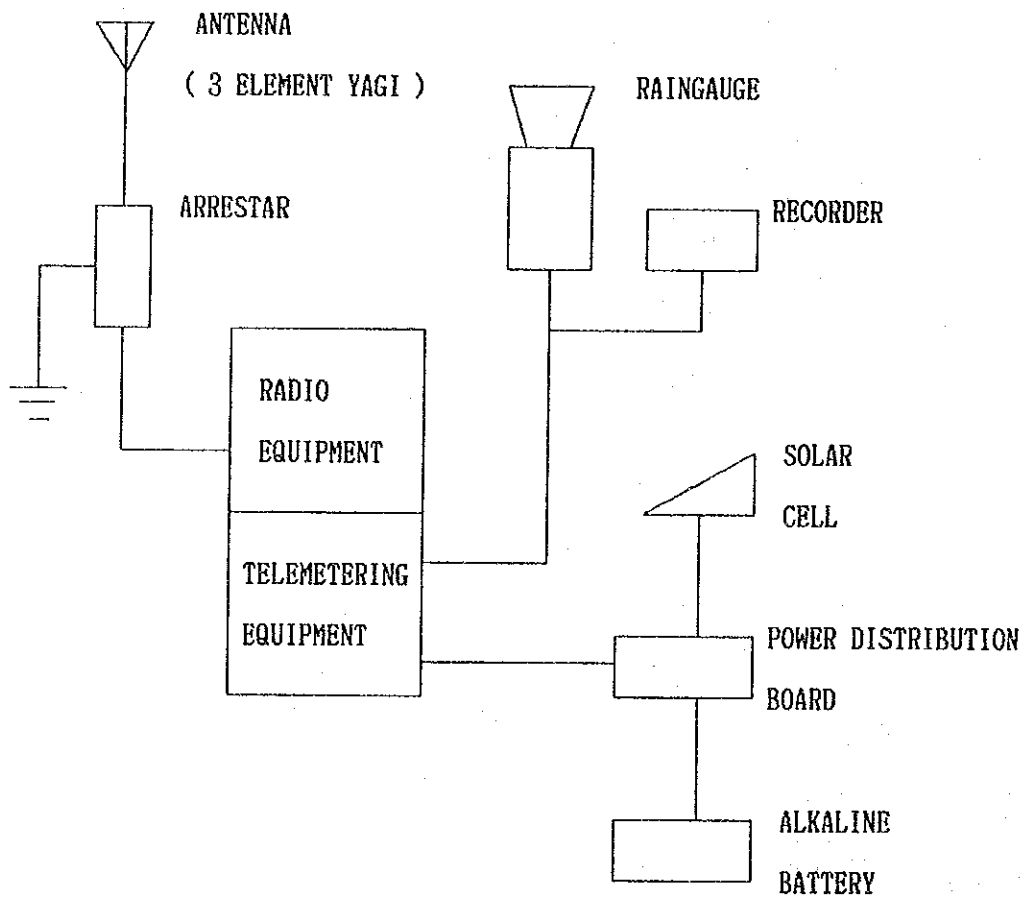 ANTENNA
( 3 ELEMENT YAGI )
RAINGAUGE
ARRESTAR
RECORDER
RADIO
EQUIPMENT
SOLAR
CELL
TELEMETERING
EQUIPMENT
POWER DISTRIBUTION
BOARD
ALKALINE
BATTERY